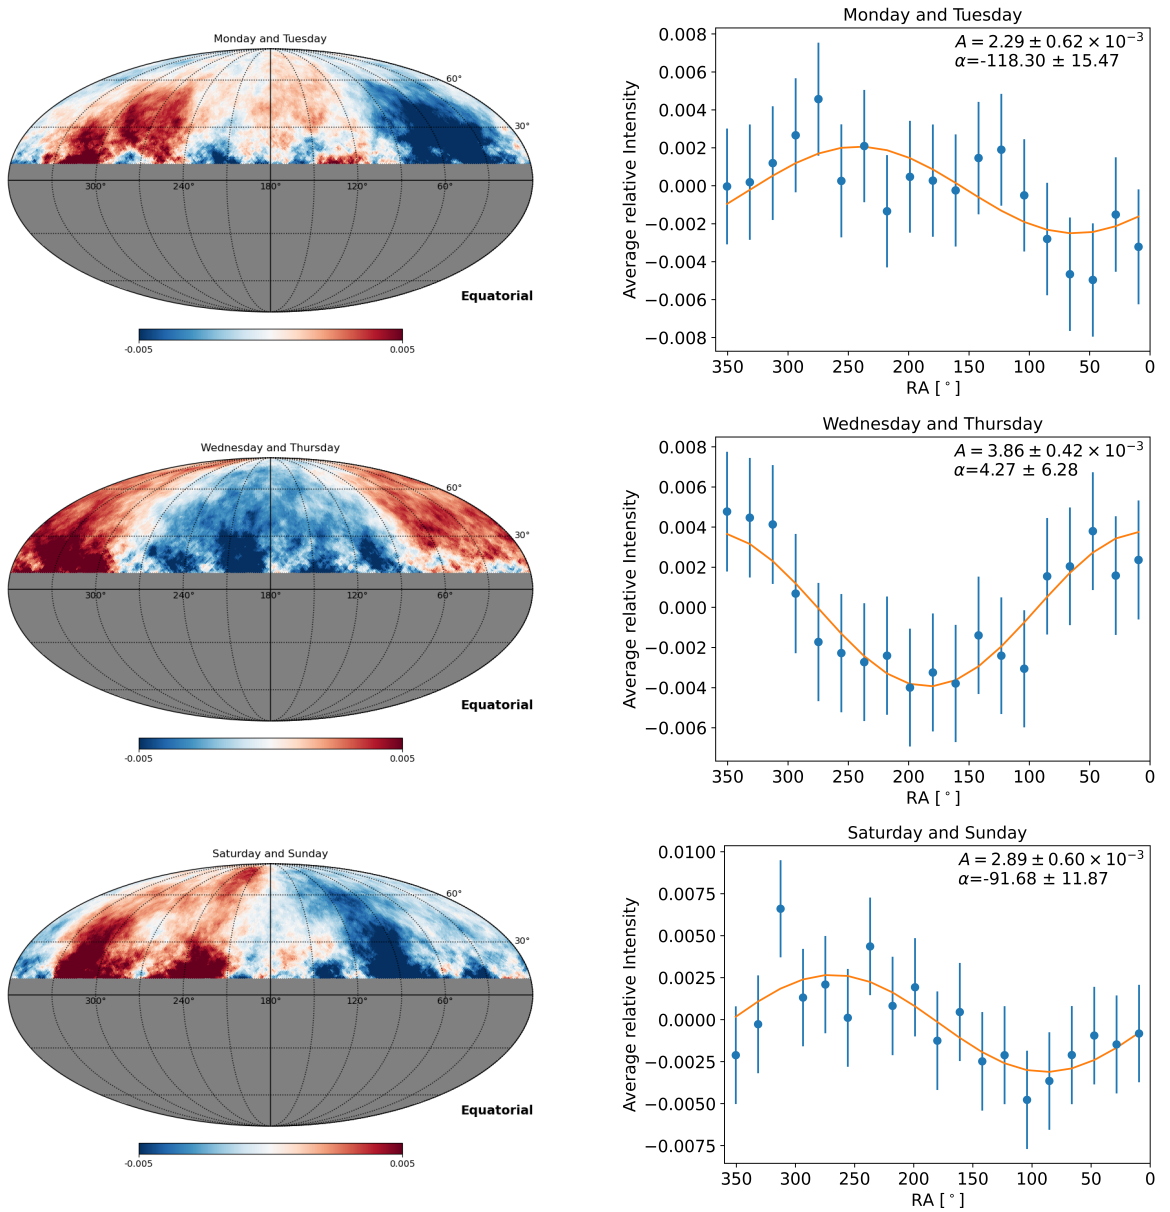 Monday and Tuesday
60°
30°
300° 240° 180° 120° 60°
Equatorial
-0.005 0.005
Monday and Tuesday
A = 2.29 ± 0.62 × 10⁻³
α=-118.30 ± 15.47
Average relative Intensity
0.008
0.006
0.004
0.002
0.000
−0.002
−0.004
−0.006
−0.008
350 300 250 200 150 100 50 0
RA [°]
Wednesday and Thursday
60°
30°
300° 240° 180° 120° 60°
Equatorial
-0.005 0.005
Wednesday and Thursday
A = 3.86 ± 0.42 × 10⁻³
α=4.27 ± 6.28
Average relative Intensity
0.008
0.006
0.004
0.002
0.000
−0.002
−0.004
−0.006
350 300 250 200 150 100 50 0
RA [°]
Saturday and Sunday
60°
30°
300° 240° 180° 120° 60°
Equatorial
-0.005 0.005
Saturday and Sunday
A = 2.89 ± 0.60 × 10⁻³
α=-91.68 ± 11.87
Average relative Intensity
0.0100
0.0075
0.0050
0.0025
0.0000
−0.0025
−0.0050
−0.0075
350 300 250 200 150 100 50 0
RA [°]